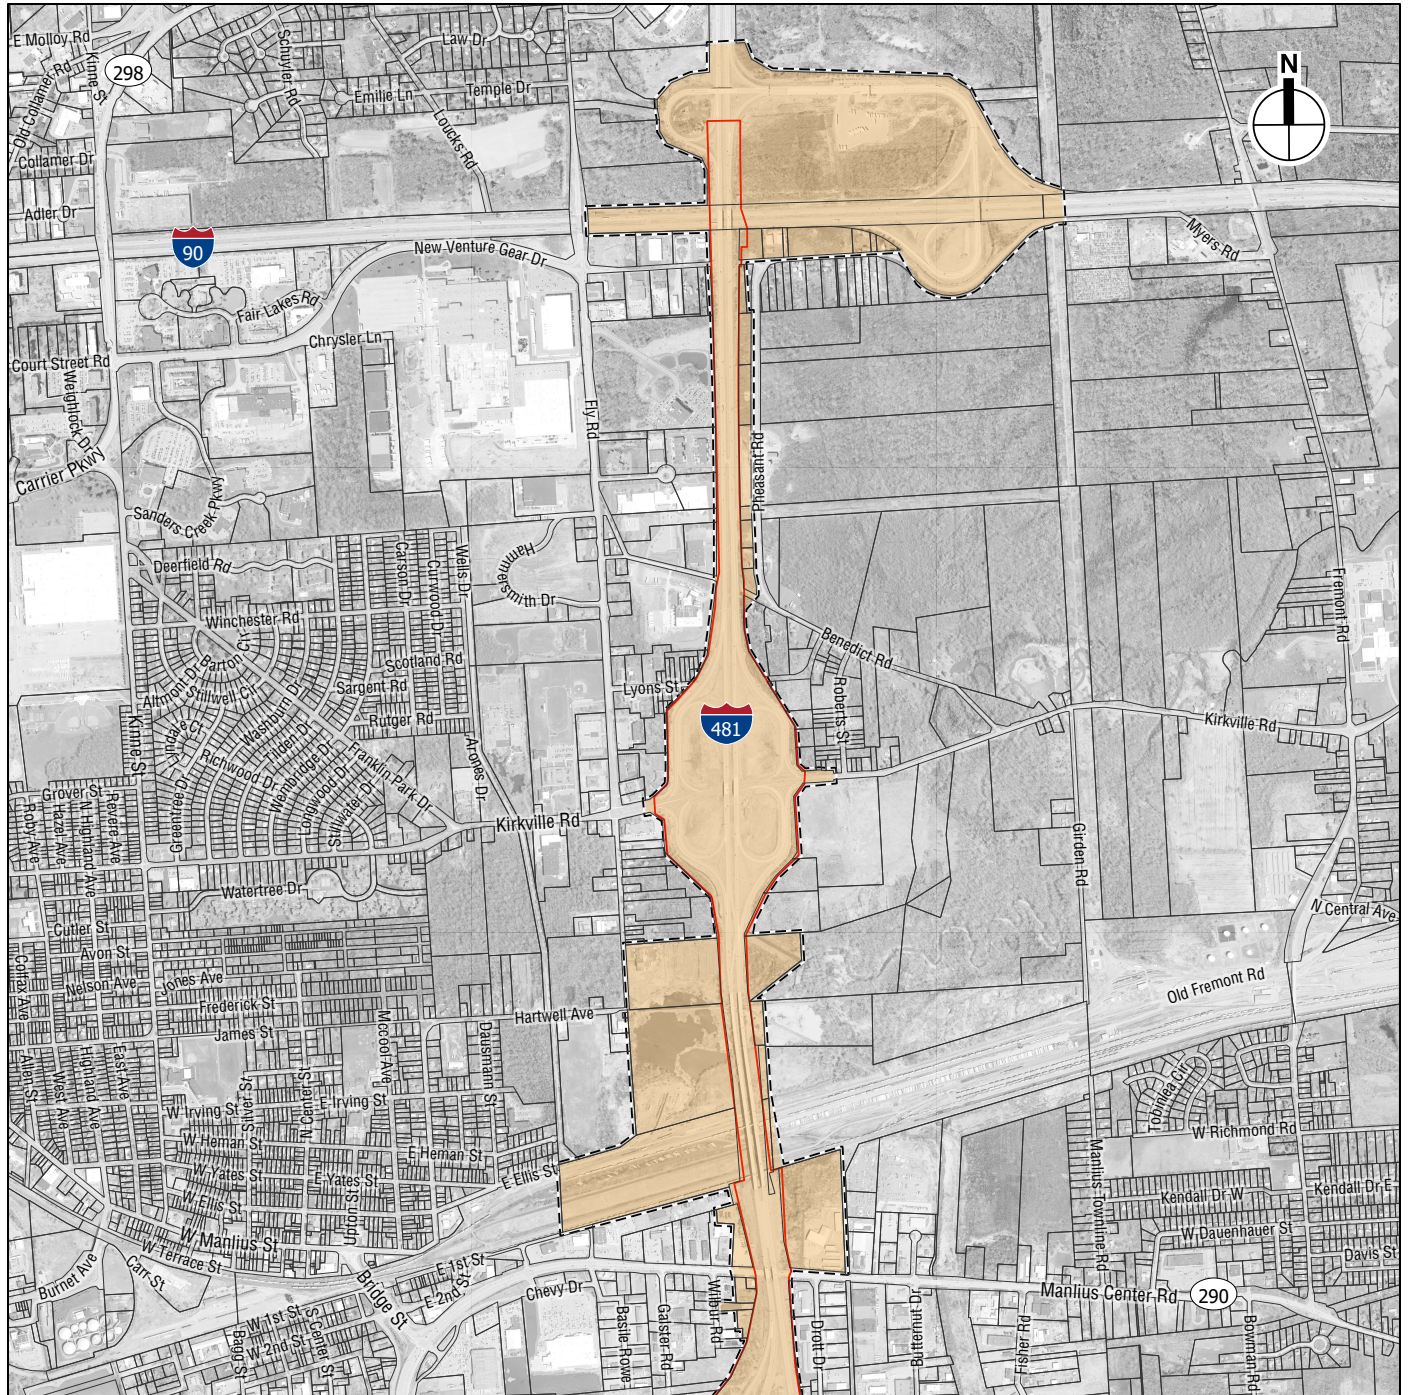 E Molloy Rd
Kinne St
298
Old Collamer Rd
Schuyler Rd
Law Dr
Emilie Ln
Temple Dr
Loucks Rd
N
Collamer Dr
Adler Dr
90
New Venture Gear Dr
Myers Rd
Fair Lakes Rd
Chrysler Ln
Court Street Rd
Weighlock Dr
Fly Rd
Carrier Pkwy
Pheasant Rd
Sanders Creek Pkwy
Hammersmith Dr
Deerfield Rd
Carson Dr
Curwood Dr
Wells Dr
Winchester Rd
Fremont Rd
Barton Cir
Benedict Rd
Scotland Rd
Altmont Dr
Stillwell Cir
Sargent Rd
Lyons St
Roberts St
Washburn Dr
Rutger Rd
481
Kirkville Rd
Kinne St
Lyndale Ct
Tilden Dr
Richwood Dr
Wembridge Dr
Franklin Park Dr
Arones Dr
Longwood Dr
Stillwater Dr
Greentree Dr
Grover St
Roby Ave
Hazel Ave
N Highland Ave
Revere Ave
Kirkville Rd
Girden Rd
Watertree Dr
N Central Ave
Cutler St
Avon St
Colfax Ave
Nelson Ave
Jones Ave
Old Fremont Rd
Frederick St
Hartwell Ave
James St
Mccool Ave
Dausmann St
Allen St
West Ave
Highland Ave
East Ave
Tobinlea Cir
W Irving St
Silver St
N Center St
E Irving St
W Richmond Rd
W Heman St
E Heman St
Manlius Townline Rd
W Yates St
E Yates St
E Ellis St
Kendall Dr W
Kendall Dr E
W Ellis St
Upton St
W Manlius St
W Dauenhauer St
W Terrace St
Davis St
Burnet Ave
Carr St
Bridge St
E 1st St
E 2nd St
Chevy Dr
Wilbur Rd
Manlius Center Rd
290
W 1st St
W 2nd St
Bagg St
S Center St
Basile Rowe
Galster Rd
Drott Dr
Butternut Dr
Fisher Rd
Bowman Rd